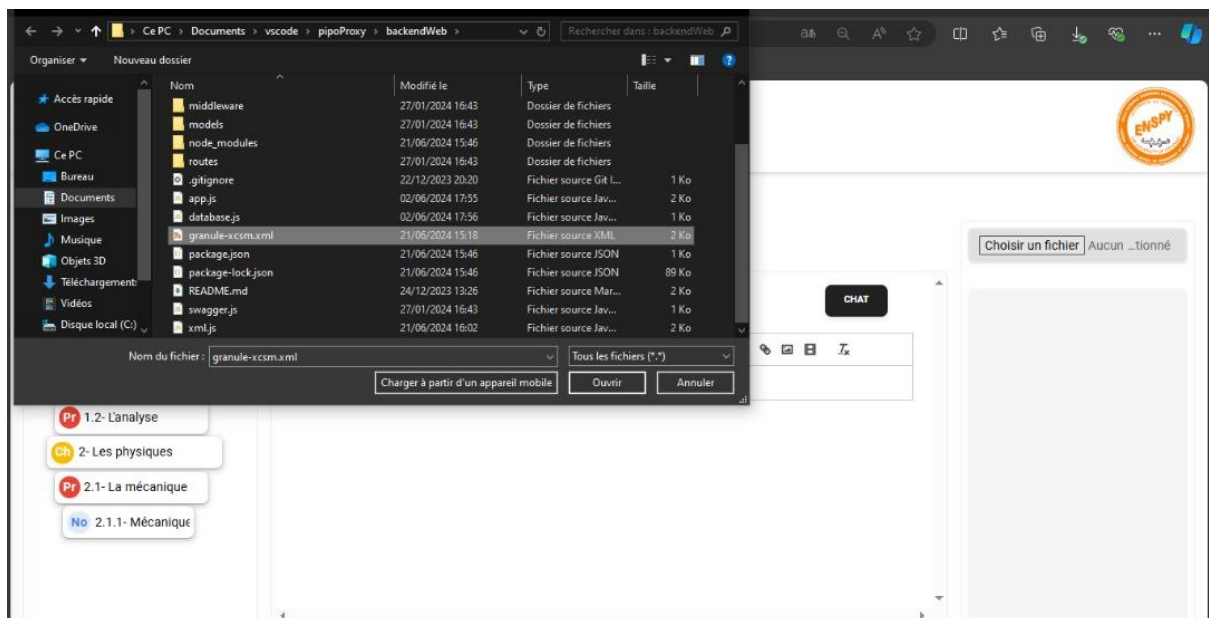 Ce PC > Documents > vscode > pipoProxy > backendWeb >
Rechercher dans : backendWeb
Organiser
Nouveau dossier
Nom Modifié le Type Taille
middleware 27/01/2024 16:43 Dossier de fichiers
models 27/01/2024 16:43 Dossier de fichiers
node_modules 21/06/2024 15:46 Dossier de fichiers
routes 27/01/2024 16:43 Dossier de fichiers
.gitignore 22/12/2023 20:20 Fichier source Git I... 1 Ko
app.js 02/06/2024 17:55 Fichier source Jav... 2 Ko
database.js 02/06/2024 17:56 Fichier source Jav... 1 Ko
granule-xcsm.xml 21/06/2024 15:18 Fichier source XML 2 Ko
package.json 21/06/2024 15:46 Fichier source JSON 1 Ko
package-lock.json 21/06/2024 15:46 Fichier source JSON 89 Ko
README.md 24/12/2023 13:26 Fichier source Mar... 2 Ko
swagger.js 27/01/2024 16:43 Fichier source Jav... 1 Ko
xml.js 21/06/2024 16:02 Fichier source Jav... 2 Ko
Accès rapide
OneDrive
Ce PC
Bureau
Documents
Images
Musique
Objets 3D
Téléchargement:
Vidéos
Disque local (C:)
Nom du fichier : granule-xcsm.xml
Tous les fichiers (*.*)
Charger à partir d'un appareil mobile
Ouvrir
Annuler
ENSPY
Choisir un fichier Aucun ...tionné
CHAT
Pr 1.2- L'analyse
Ch 2- Les physiques
Pr 2.1- La mécanique
No 2.1.1- Mécanique